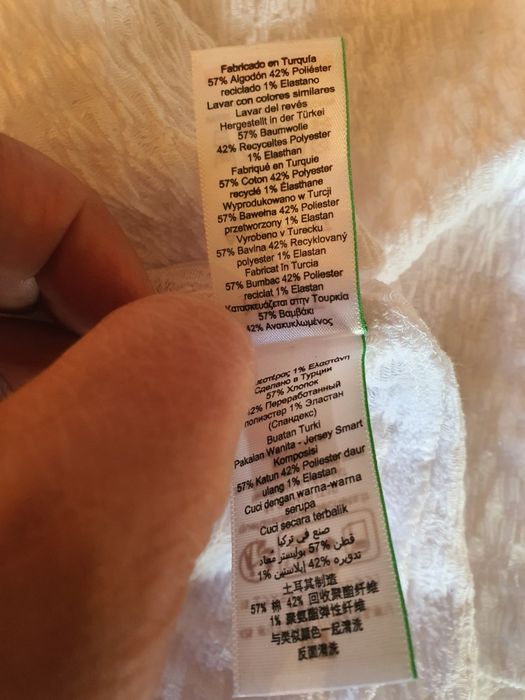 Fabricado en Turquía
57% Algodón 42% Poliéster
reciclado 1% Elastano
Lavar con colores similares
Lavar del revés
Hergestellt in der Türkei
57% Baumwolle
42% Recyceltes Polyester
1% Elasthan
Fabriqué en Turquie
57% Coton 42% Polyester
recyclé 1% Élasthane
Wyprodukowano w Turcji
57% Bawełna 42% Poliester
przetworzony 1% Elastan
Vyrobeno v Turecku
57% Bavlna 42% Recyklovaný
polyester 1% Elastan
Fabricat în Turcia
57% Bumbac 42% Poliester
reciclat 1% Elastan
Κατασκευάζεται στην Τουρκία
57% Βαμβάκι
42% Ανακυκλωμένος
1% Ελαστάνη
Сделано в Турции
57% Хлопок
Переработанный
полиэстер 1% Эластан
(Спандекс)
Buatan Turki
Pakaian Wanita - Jersey Smart
Komposisi
57% Katun 42% Poliester daur
ulang 1% Elastan
Cuci dengan warna-warna
serupa
Cuci secara terbalik
صنع في تركيا
قطن 57% بوليستر معاد
تدويره 42% إيلاستين 1%
土耳其制造
57% 棉 42% 回收聚酯纤维
1% 聚氨酯弹性纤维
与类似颜色一起清洗
反面清洗